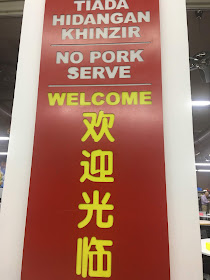 TIADA
HIDANGAN
KHINZIR
NO PORK
SERVE
WELCOME
欢
迎
光
临